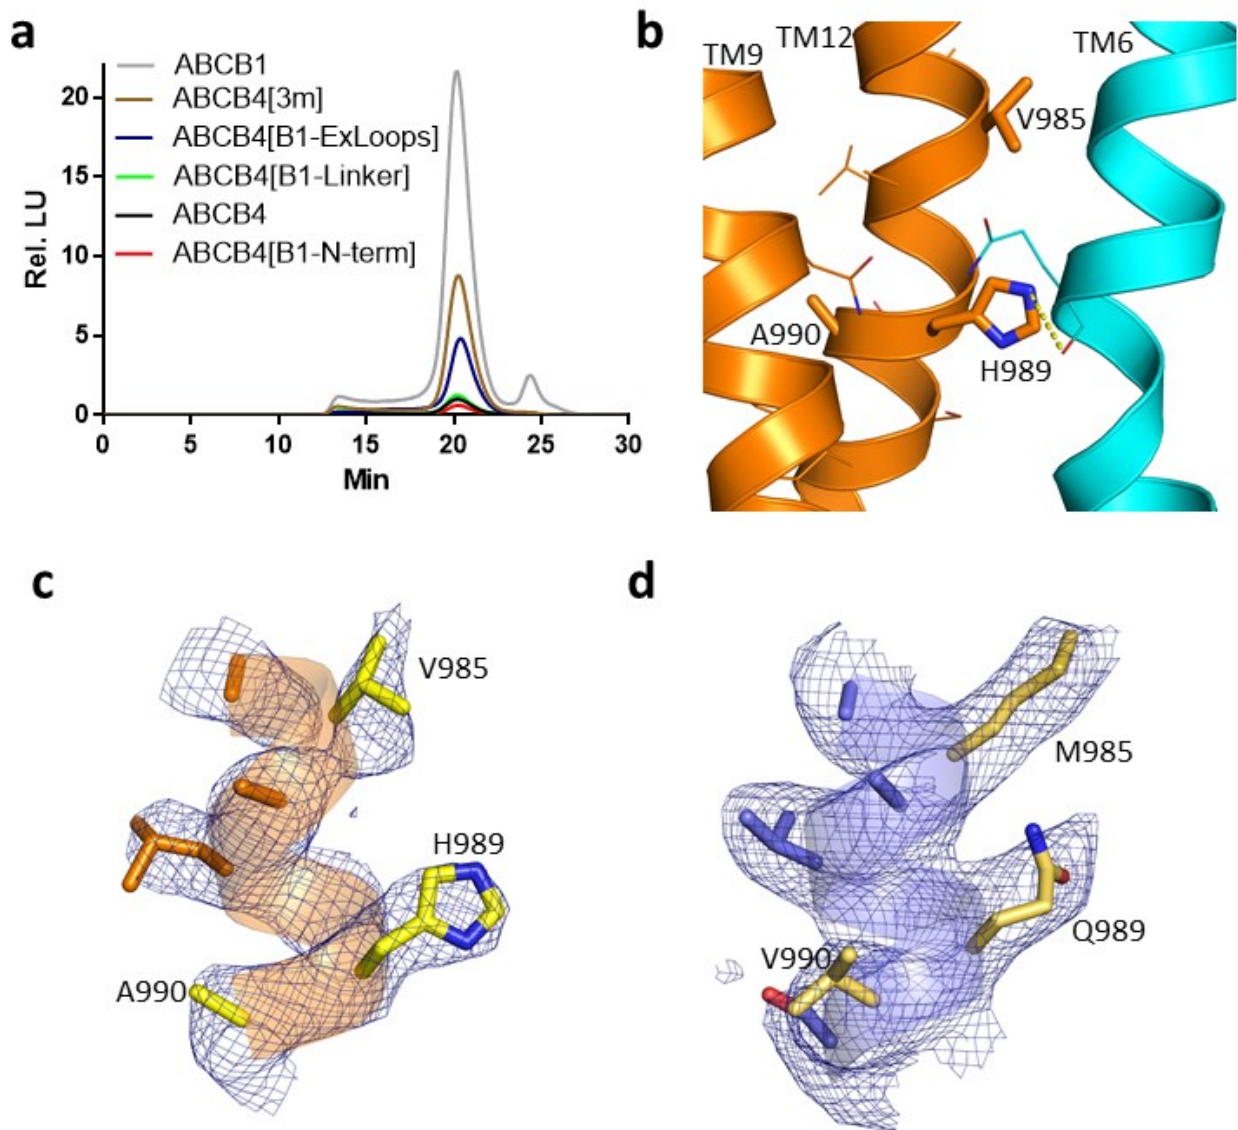 a
ABCB1
ABCB4[3m]
ABCB4[B1-ExLoops]
ABCB4[B1-Linker]
ABCB4
ABCB4[B1-N-term]
Rel. LU
20
15
10
5
0
0 5 10 15 20 25 30
Min
b
TM9 TM12 TM6
V985
A990
H989
c
V985
H989
A990
d
M985
Q989
V990